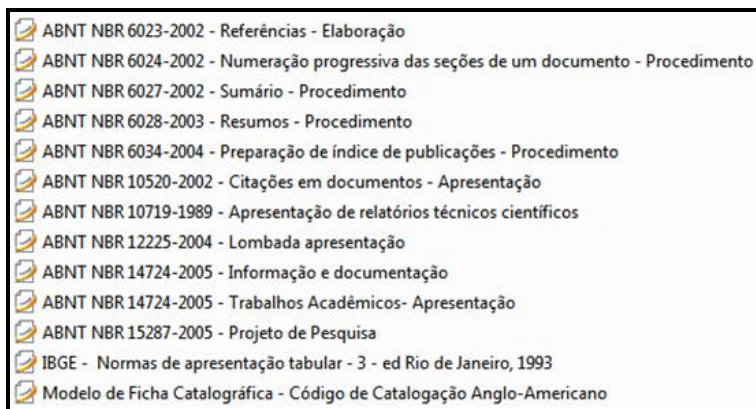 ABNT NBR 6023-2002 - Referências - Elaboração
ABNT NBR 6024-2002 - Numeração progressiva das seções de um documento - Procedimento
ABNT NBR 6027-2002 - Sumário - Procedimento
ABNT NBR 6028-2003 - Resumos - Procedimento
ABNT NBR 6034-2004 - Preparação de índice de publicações - Procedimento
ABNT NBR 10520-2002 - Citações em documentos - Apresentação
ABNT NBR 10719-1989 - Apresentação de relatórios técnicos científicos
ABNT NBR 12225-2004 - Lombada apresentação
ABNT NBR 14724-2005 - Informação e documentação
ABNT NBR 14724-2005 - Trabalhos Acadêmicos- Apresentação
ABNT NBR 15287-2005 - Projeto de Pesquisa
IBGE - Normas de apresentação tabular - 3 - ed Rio de Janeiro, 1993
Modelo de Ficha Catalográfica - Código de Catalogação Anglo-Americano